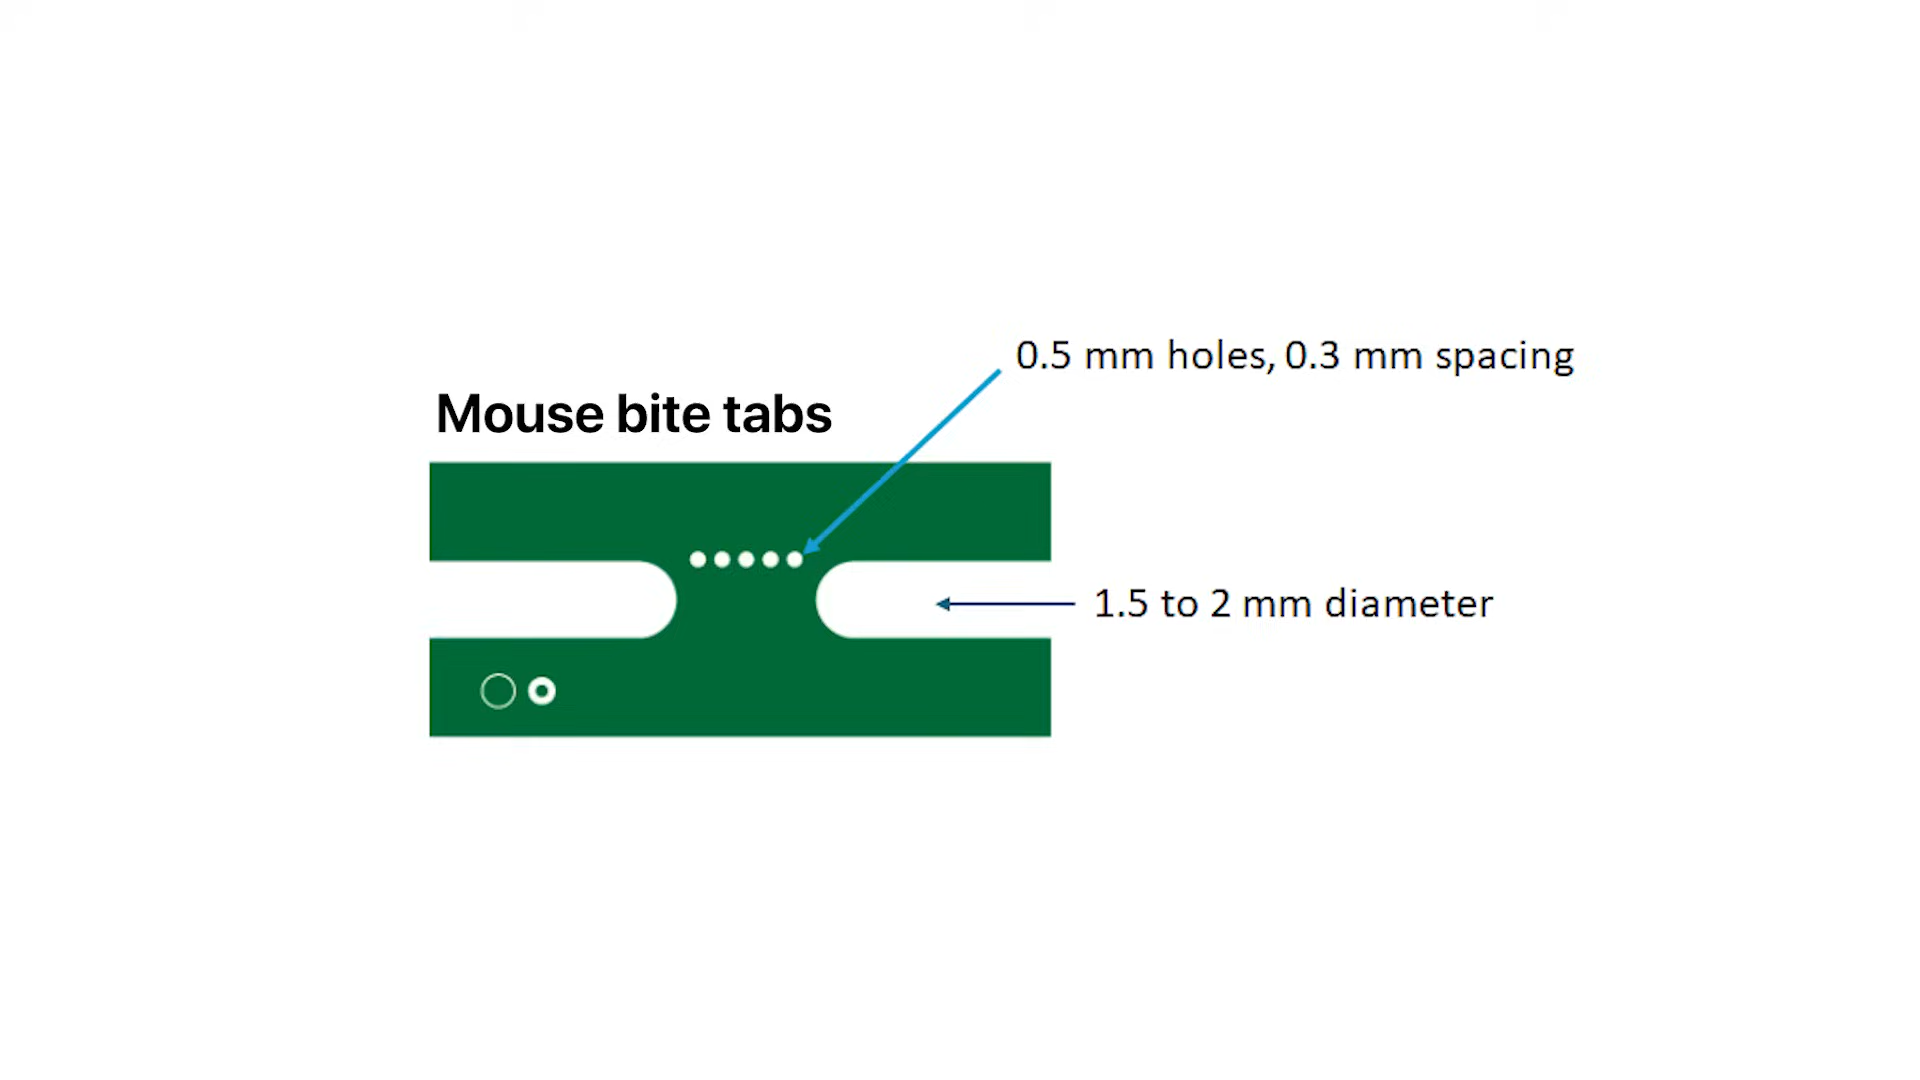 0.5 mm holes, 0.3 mm spacing
Mouse bite tabs
1.5 to 2 mm diameter